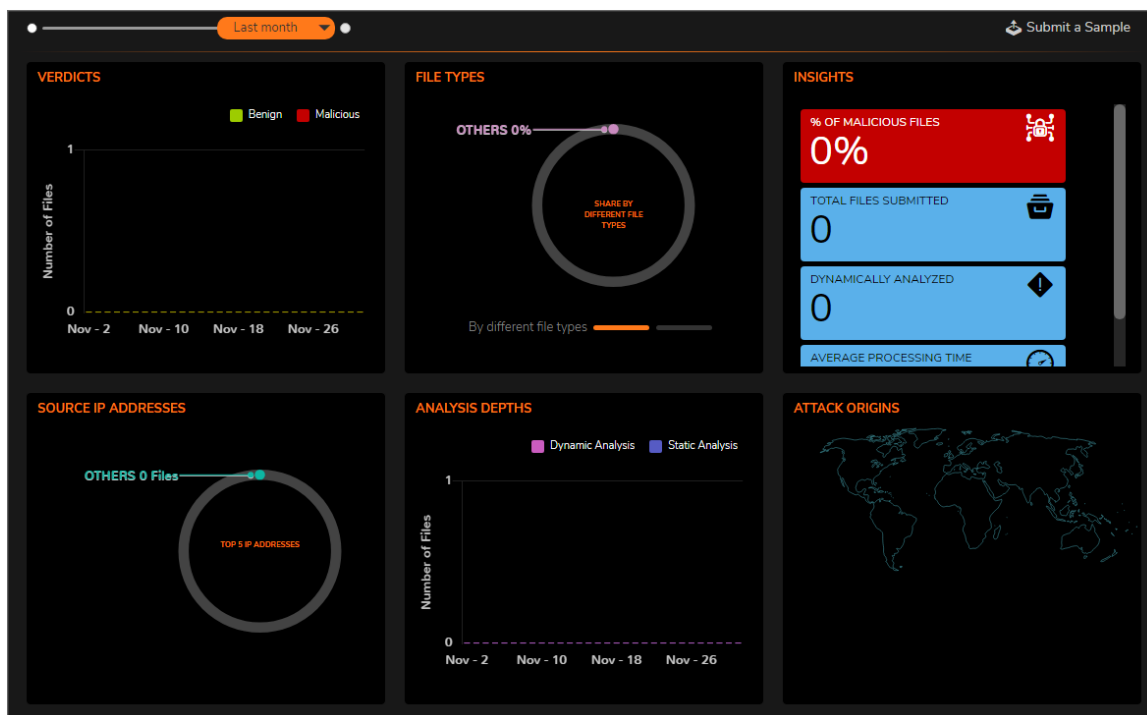 Last month
Submit a Sample
VERDICTS
Benign
Malicious
Number of Files
1
0
Nov - 2
Nov - 10
Nov - 18
Nov - 26
FILE TYPES
OTHERS 0%
SHARE BY
DIFFERENT FILE
TYPES
By different file types
INSIGHTS
% OF MALICIOUS FILES
0%
TOTAL FILES SUBMITTED
0
DYNAMICALLY ANALYZED
0
AVERAGE PROCESSING TIME
SOURCE IP ADDRESSES
OTHERS 0 Files
TOP 5 IP ADDRESSES
ANALYSIS DEPTHS
Dynamic Analysis
Static Analysis
Number of Files
1
0
Nov - 2
Nov - 10
Nov - 18
Nov - 26
ATTACK ORIGINS